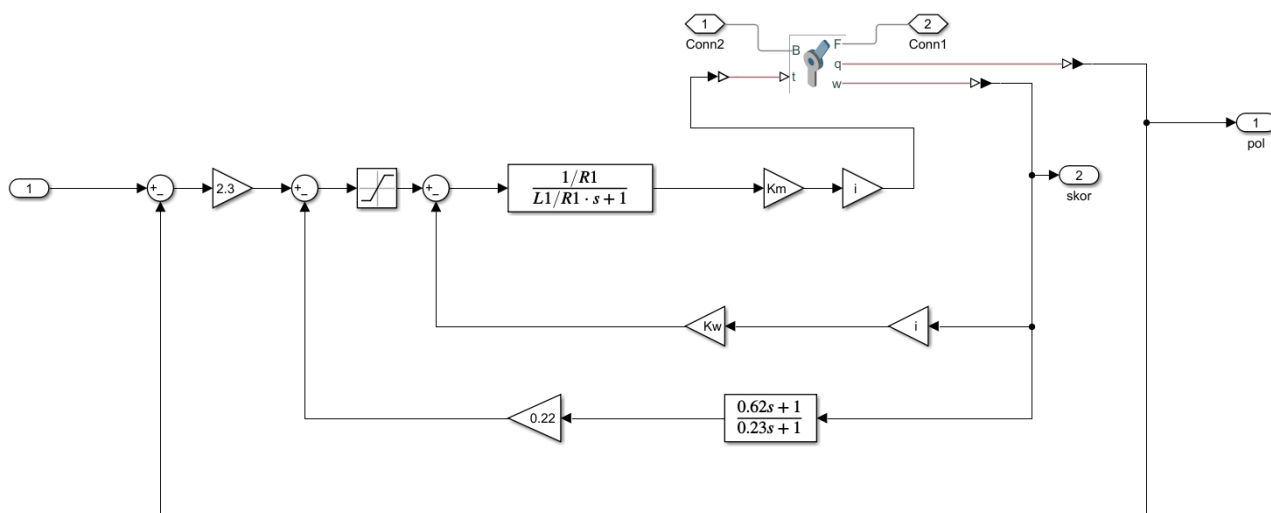 1
2
Conn2
Conn1
B
F
q
t
w
1
pol
1
+
−
2.3
+
−
+
−
1/R1
L1/R1 · s + 1
Km
i
2
skor
Kw
i
0.22
0.62s + 1
0.23s + 1